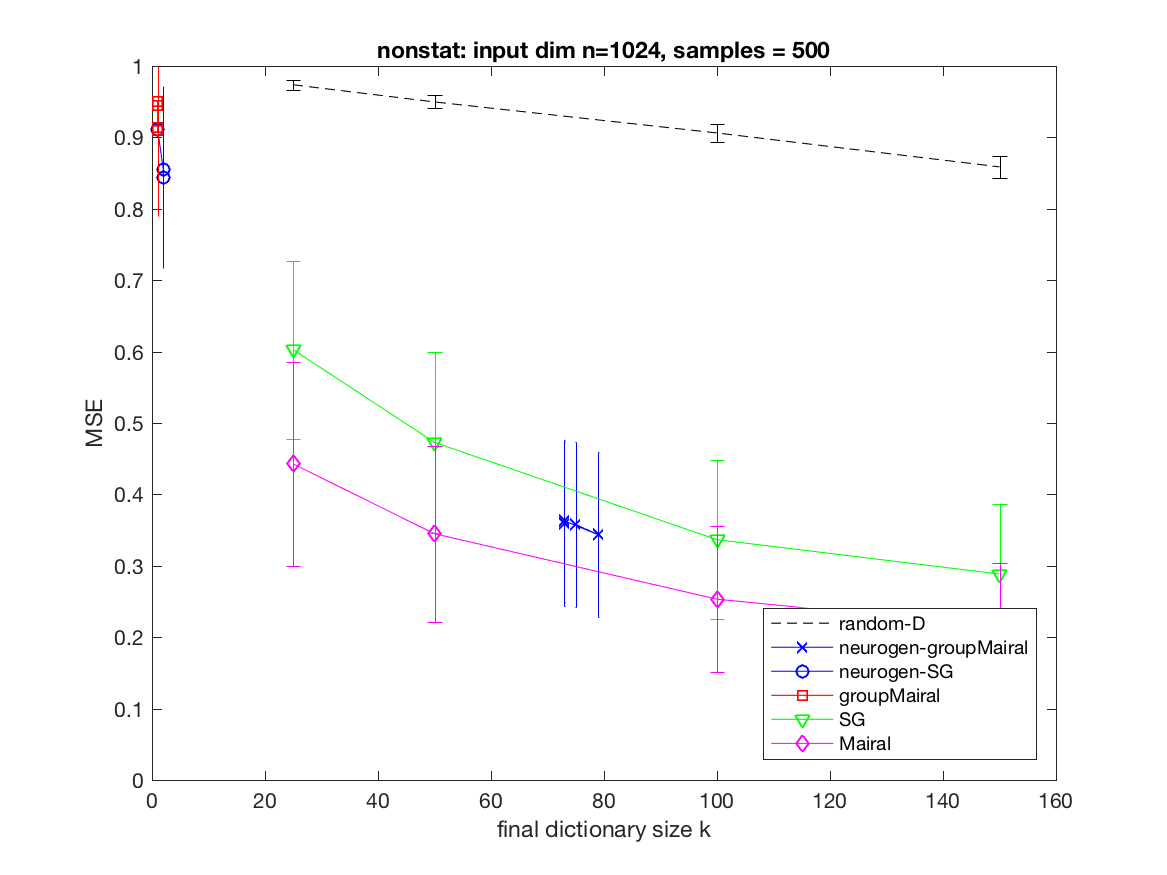 nonstat: input dim n=1024, samples = 500
1
0.9
0.8
0.7
0.6
0.5
0.4
0.3
0.2
0.1
0
MSE
random-D
neurogen-groupMairal
neurogen-SG
groupMairal
SG
Mairal
0 20 40 60 80 100 120 140 160
final dictionary size k